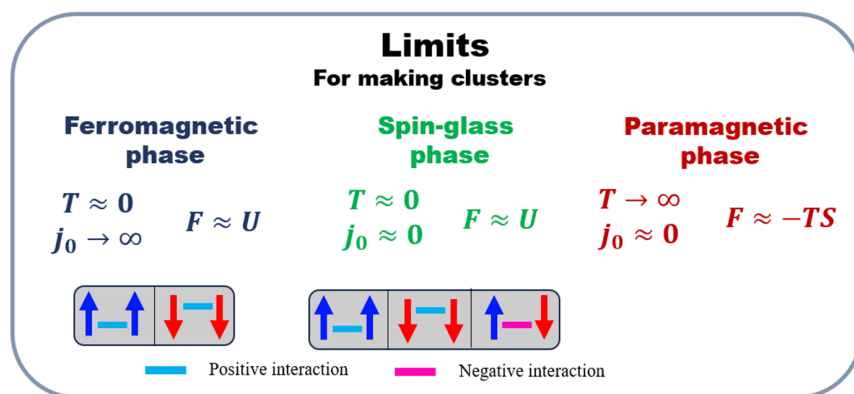 Limits
For making clusters
Ferromagnetic
phase
T ≈ 0
j₀ → ∞
F ≈ U
Spin-glass
phase
T ≈ 0
j₀ ≈ 0
F ≈ U
Paramagnetic
phase
T → ∞
j₀ ≈ 0
F ≈ −TS
Positive interaction
Negative interaction